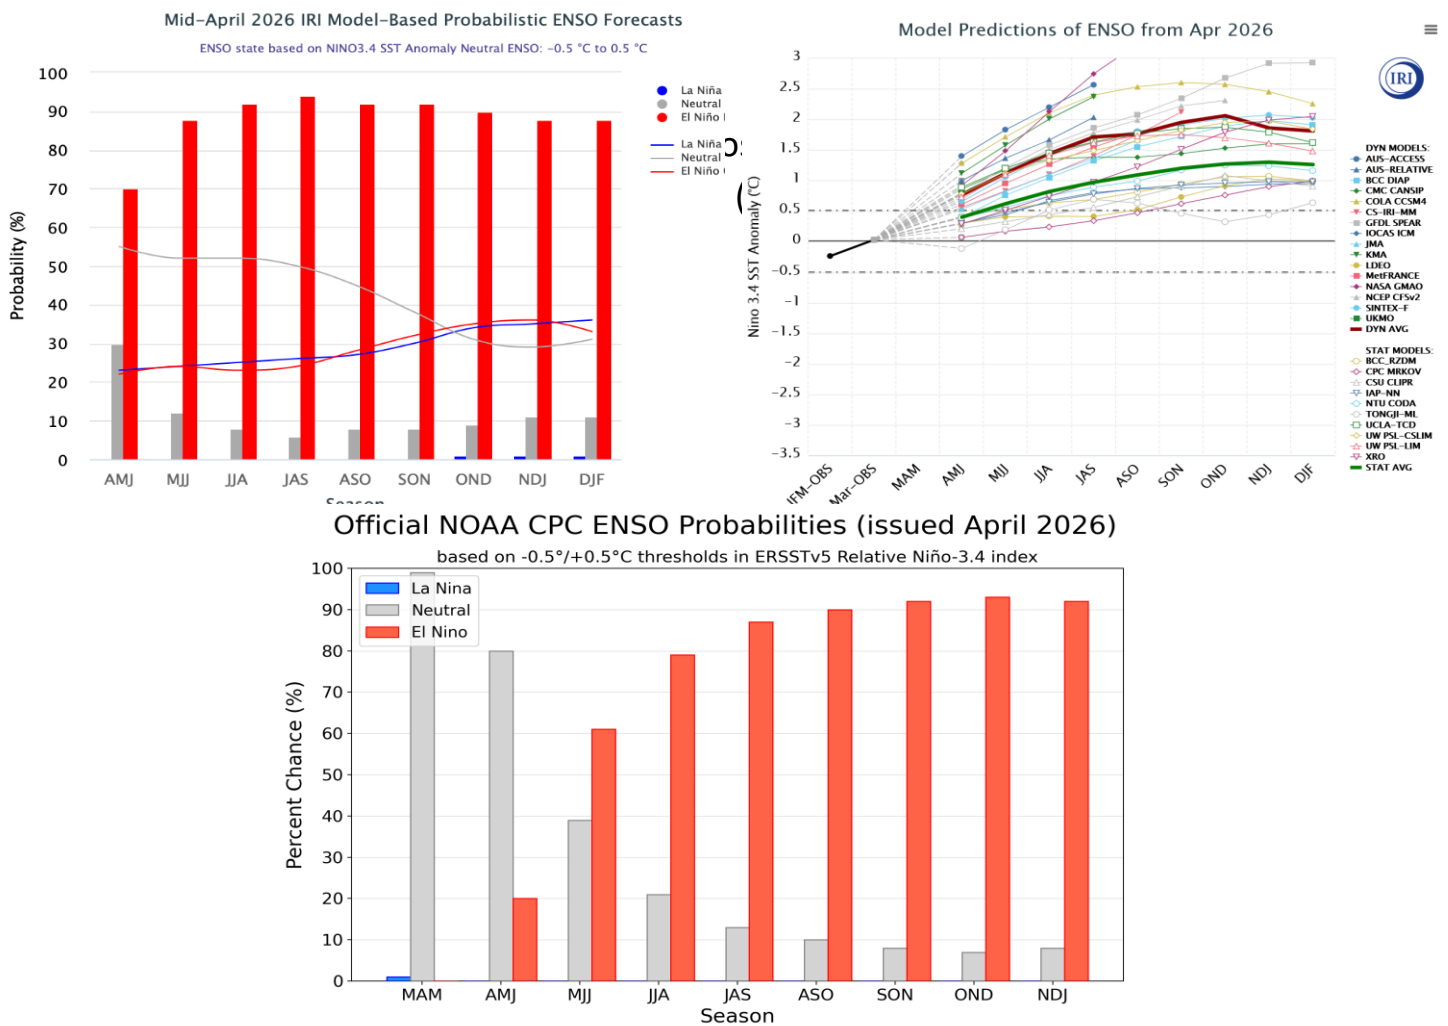 Mid-April 2026 IRI Model-Based Probabilistic ENSO Forecasts
ENSO state based on NINO3.4 SST Anomaly Neutral ENSO: -0.5 °C to 0.5 °C
Probability (%)
100
90
80
70
60
50
40
30
20
10
0
AMJ MJJ JJA JAS ASO SON OND NDJ DJF
Season
La Niña
Neutral
El Niño
La Niña
Neutral
El Niño
Model Predictions of ENSO from Apr 2026
IRI
Nino 3.4 SST Anomaly (°C)
3
2.5
2
1.5
1
0.5
0
-0.5
-1
-1.5
-2
-2.5
-3
-3.5
JFM-OBS Mar-OBS MAM AMJ MJJ JJA JAS ASO SON OND NDJ DJF
DYN MODELS:
AUS-ACCESS
AUS-RELATIVE
BCC DIAP
CMC CANSIP
COLA CCSM4
CS-IRI-MM
GFDL SPEAR
IOCAS ICM
JMA
KMA
LDEO
MetFRANCE
NASA GMAO
NCEP CFSv2
SINTEX-F
UKMO
DYN AVG
STAT MODELS:
BCC_RZDM
CPC MRKOV
CSU CLIPR
IAP-NN
NTU CODA
TONGJI-ML
UCLA-TCD
UW PSL-CSLIM
UW PSL-LIM
XRO
STAT AVG
Official NOAA CPC ENSO Probabilities (issued April 2026)
based on -0.5°/+0.5°C thresholds in ERSSTv5 Relative Niño-3.4 index
Percent Chance (%)
100
90
80
70
60
50
40
30
20
10
0
La Nina
Neutral
El Nino
MAM AMJ MJJ JJA JAS ASO SON OND NDJ
Season